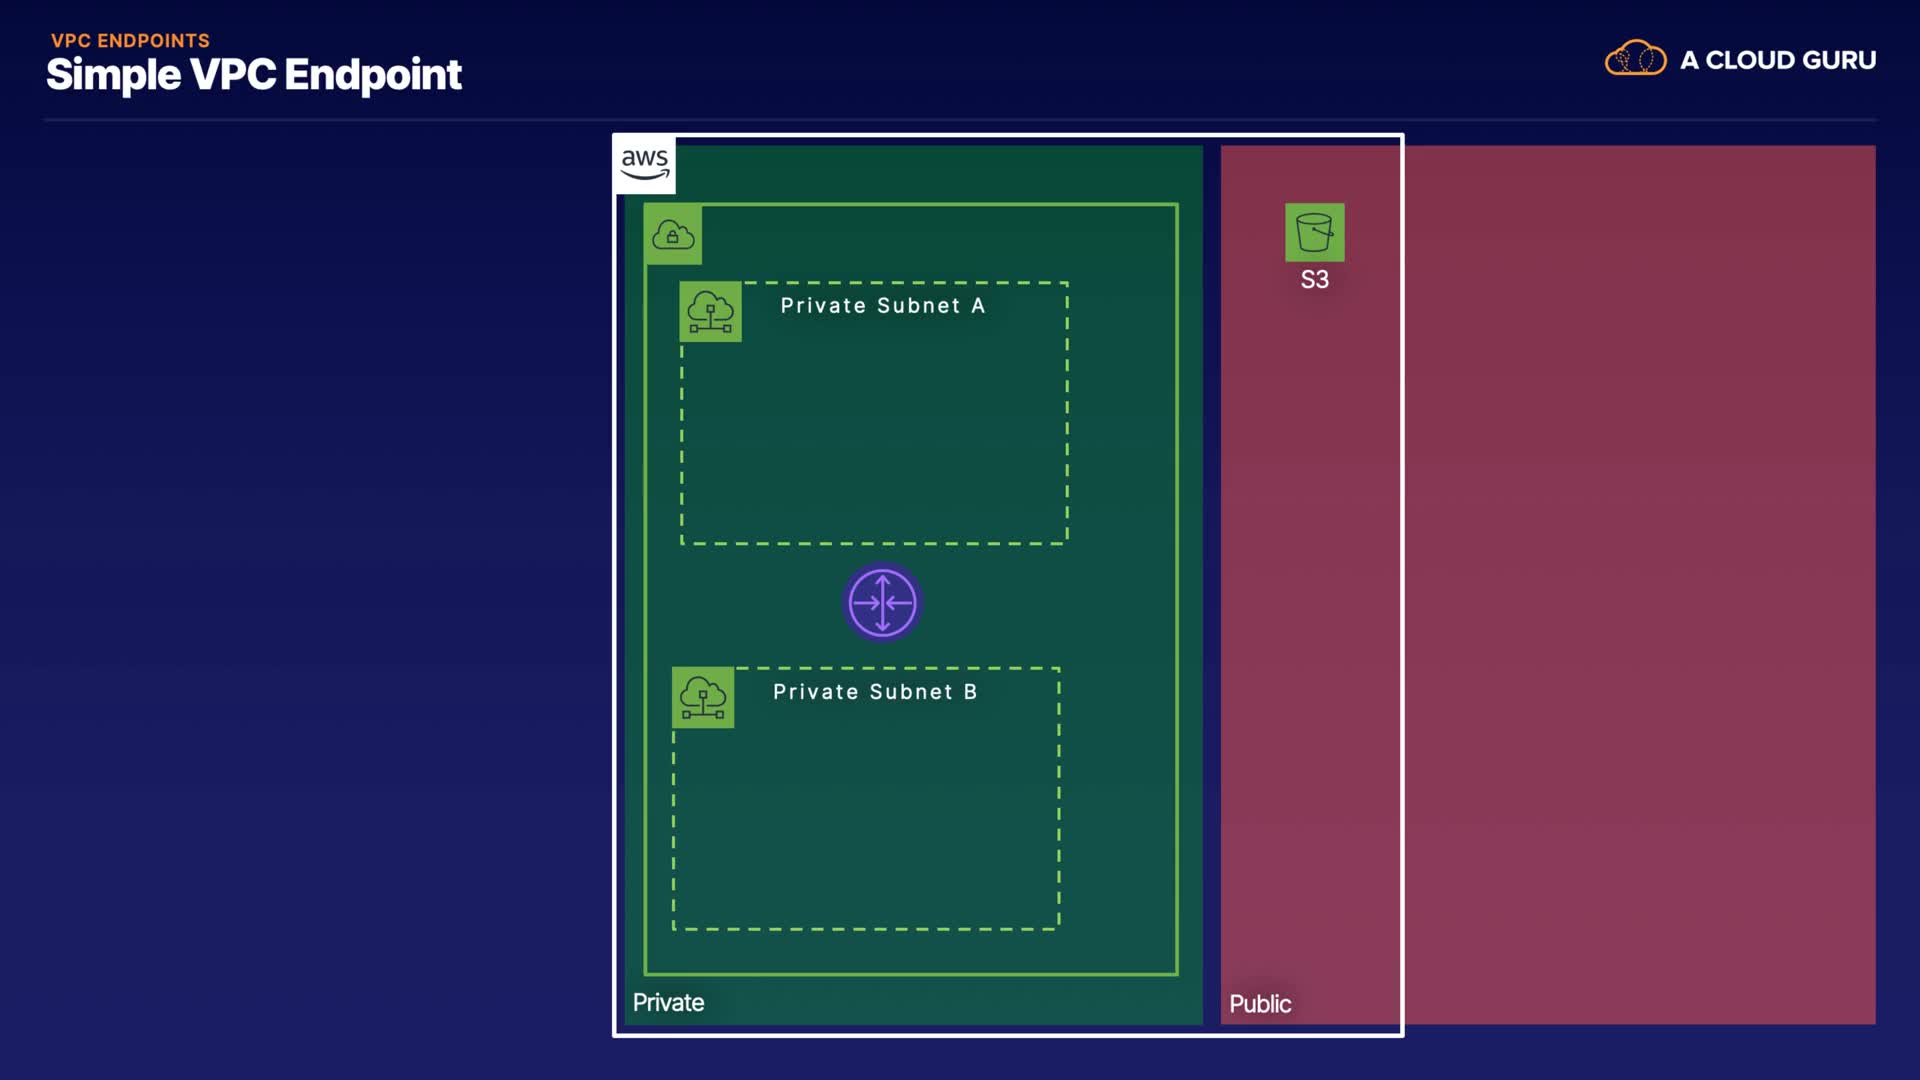 VPC ENDPOINTS
Simple VPC Endpoint
A CLOUD GURU
aws
S3
Private Subnet A
Private Subnet B
Private
Public